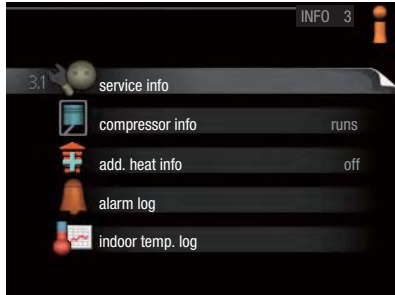 INFO 3
3.1 service info
compressor info runs
add. heat info off
alarm log
indoor temp. log